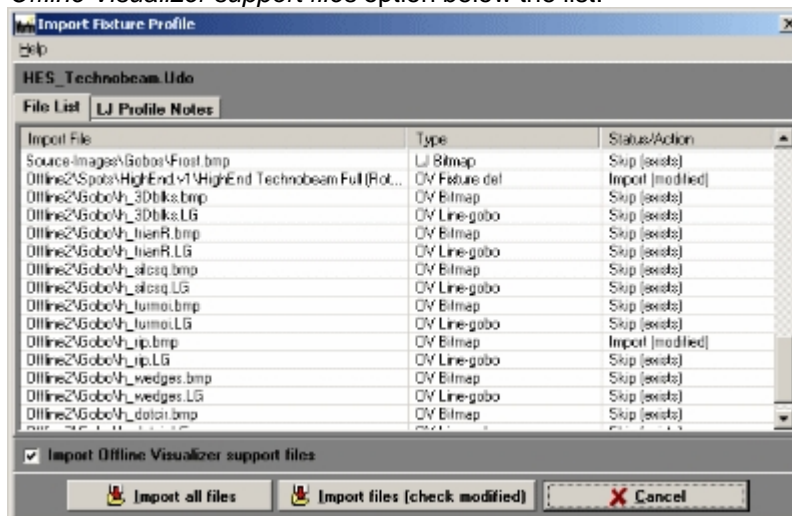 Offline Visualizer support files option below the list:
Import Fixture Profile
Help
HES_Technobeam.Udo
File List LJ Profile Notes
Import File Type Status/Action
Source-Images\Gobos\Frost.bmp LJ Bitmap Skip (exists)
Offline2\Spots\HighEnd.v1\HighEnd Technobeam Full (Rot... OV Fixture def Import (modified)
Offline2\Gobo\h_3Dblks.bmp OV Bitmap Skip (exists)
Offline2\Gobo\h_3Dblks.LG OV Line-gobo Skip (exists)
Offline2\Gobo\h_hianR.bmp OV Bitmap Skip (exists)
Offline2\Gobo\h_hianR.LG OV Line-gobo Skip (exists)
Offline2\Gobo\h_slcsq.bmp OV Bitmap Skip (exists)
Offline2\Gobo\h_slcsq.LG OV Line-gobo Skip (exists)
Offline2\Gobo\h_turmoi.bmp OV Bitmap Skip (exists)
Offline2\Gobo\h_turmoi.LG OV Line-gobo Skip (exists)
Offline2\Gobo\h_rip.bmp OV Bitmap Import (modified)
Offline2\Gobo\h_rip.LG OV Line-gobo Skip (exists)
Offline2\Gobo\h_wedges.bmp OV Bitmap Skip (exists)
Offline2\Gobo\h_wedges.LG OV Line-gobo Skip (exists)
Offline2\Gobo\h_dotcir.bmp OV Bitmap Skip (exists)
Import Offline Visualizer support files
Import all files Import files (check modified) Cancel